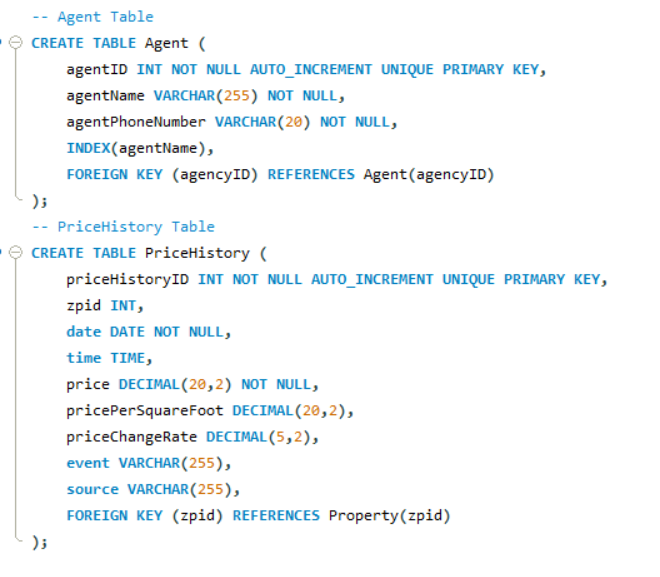 -- Agent Table
CREATE TABLE Agent (
agentID INT NOT NULL AUTO_INCREMENT UNIQUE PRIMARY KEY,
agentName VARCHAR(255) NOT NULL,
agentPhoneNumber VARCHAR(20) NOT NULL,
INDEX(agentName),
FOREIGN KEY (agencyID) REFERENCES Agent(agencyID)
);
-- PriceHistory Table
CREATE TABLE PriceHistory (
priceHistoryID INT NOT NULL AUTO_INCREMENT UNIQUE PRIMARY KEY,
zpid INT,
date DATE NOT NULL,
time TIME,
price DECIMAL(20,2) NOT NULL,
pricePerSquareFoot DECIMAL(20,2),
priceChangeRate DECIMAL(5,2),
event VARCHAR(255),
source VARCHAR(255),
FOREIGN KEY (zpid) REFERENCES Property(zpid)
);